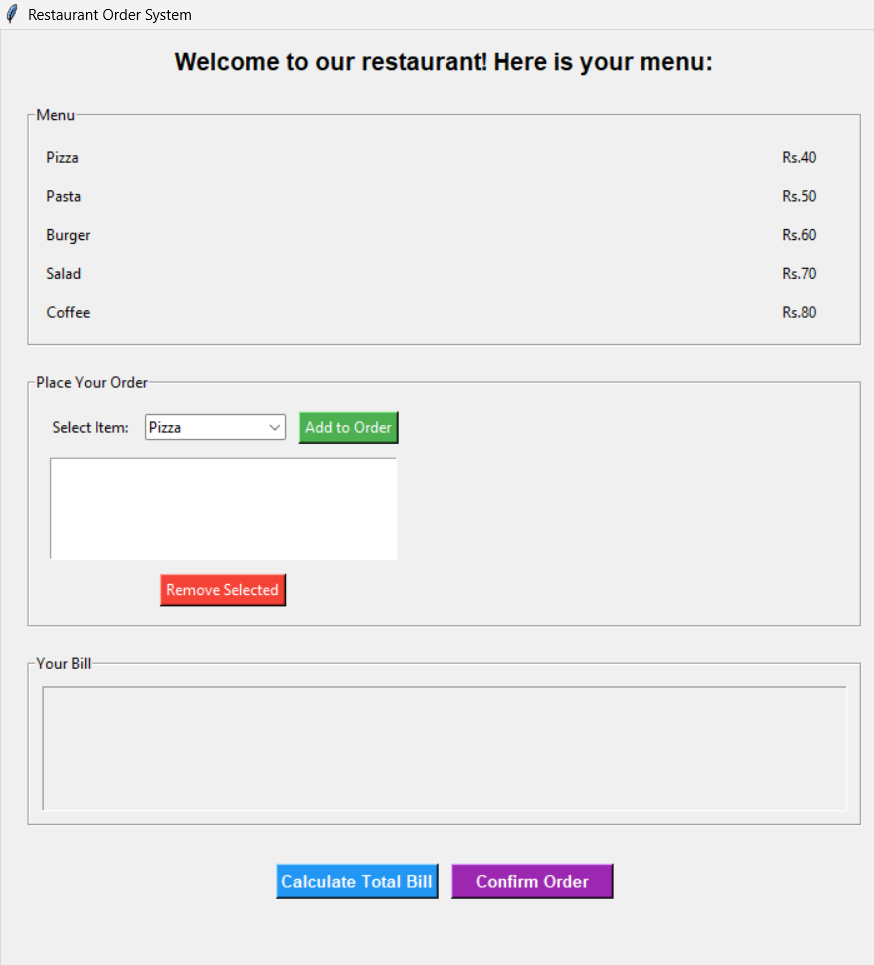 Restaurant Order System
Welcome to our restaurant! Here is your menu:
Menu
Pizza Rs.40
Pasta Rs.50
Burger Rs.60
Salad Rs.70
Coffee Rs.80
Place Your Order
Select Item: Pizza Add to Order
Remove Selected
Your Bill
Calculate Total Bill Confirm Order